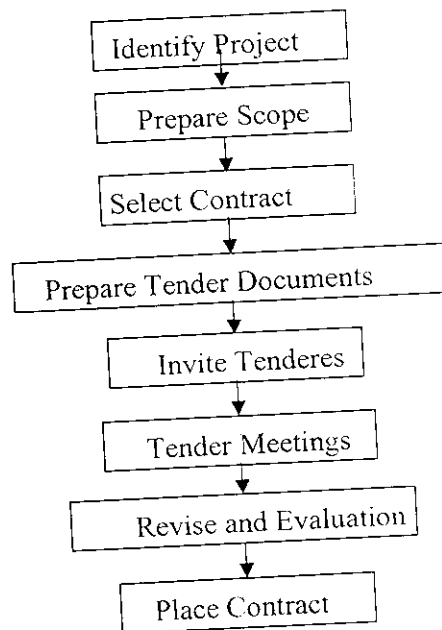 Identify Project
Prepare Scope
Select Contract
Prepare Tender Documents
Invite Tenderes
Tender Meetings
Revise and Evaluation
Place Contract